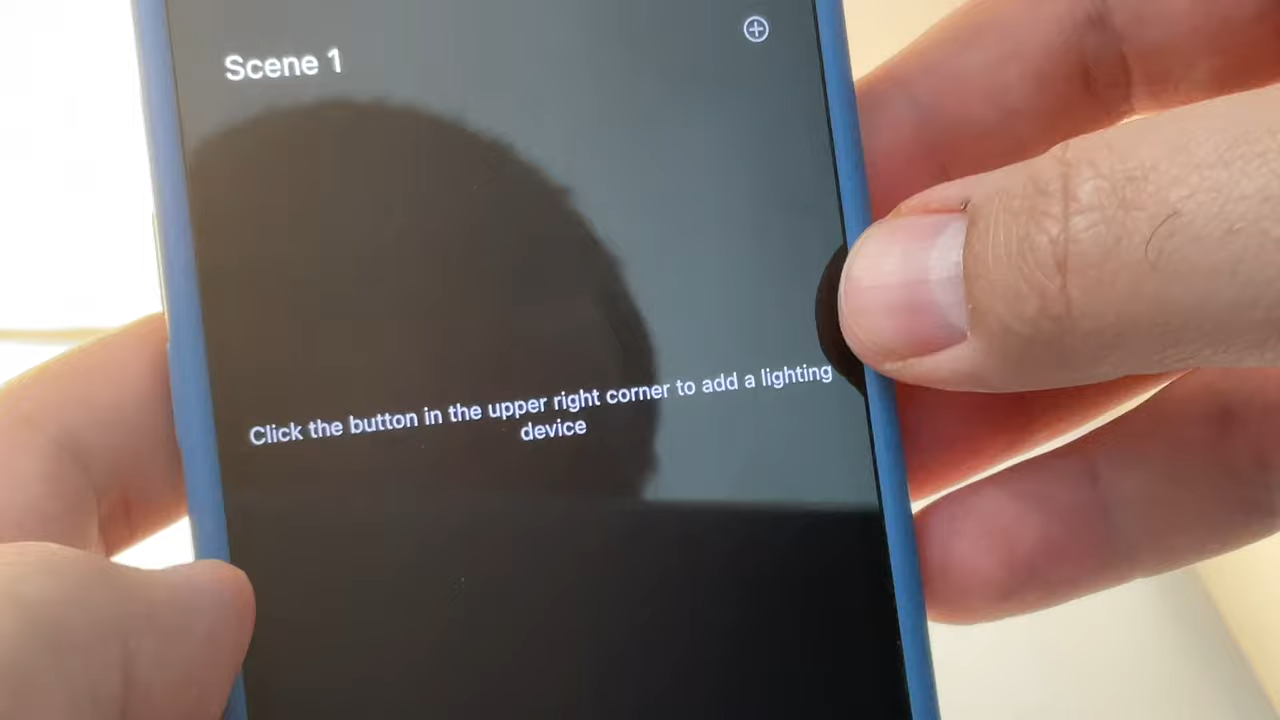 Scene 1
Click the button in the upper right corner to add a lighting
device